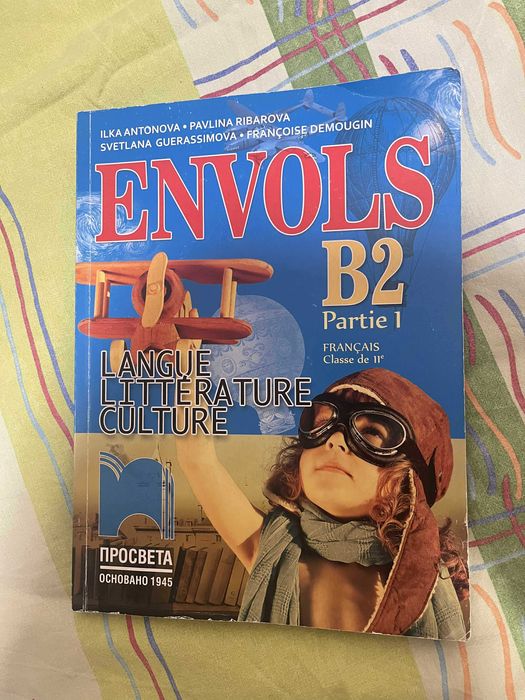 ILKA ANTONOVA • PAVLINA RIBAROVA
SVETLANA GUERASSIMOVA • FRANÇOISE DEMOUGIN
ENVOLS
B2
Partie 1
FRANÇAIS
Classe de 11ᵉ
LANGUE
LITTÉRATURE
CULTURE
ПРОСВЕТА
ОСНОВАНО 1945